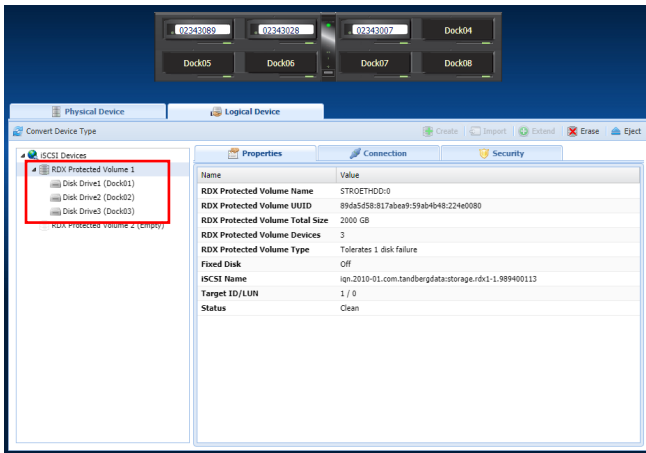 02343089 02343028 02343007 Dock04
Dock05 Dock06 Dock07 Dock08
Physical Device Logical Device
Convert Device Type Create Import Extend Erase Eject
iSCSI Devices
RDX Protected Volume 1
Disk Drive1 (Dock01)
Disk Drive2 (Dock02)
Disk Drive3 (Dock03)
RDX Protected Volume 2 (Empty)
Properties Connection Security
Name Value
RDX Protected Volume Name STROETHDD:0
RDX Protected Volume UUID 89da5d58:817abea9:59ab4b48:224e0080
RDX Protected Volume Total Size 2000 GB
RDX Protected Volume Devices 3
RDX Protected Volume Type Tolerates 1 disk failure
Fixed Disk Off
iSCSI Name iqn.2010-01.com.tandbergdata:storage.rdx1-1.989400113
Target ID/LUN 1 / 0
Status Clean